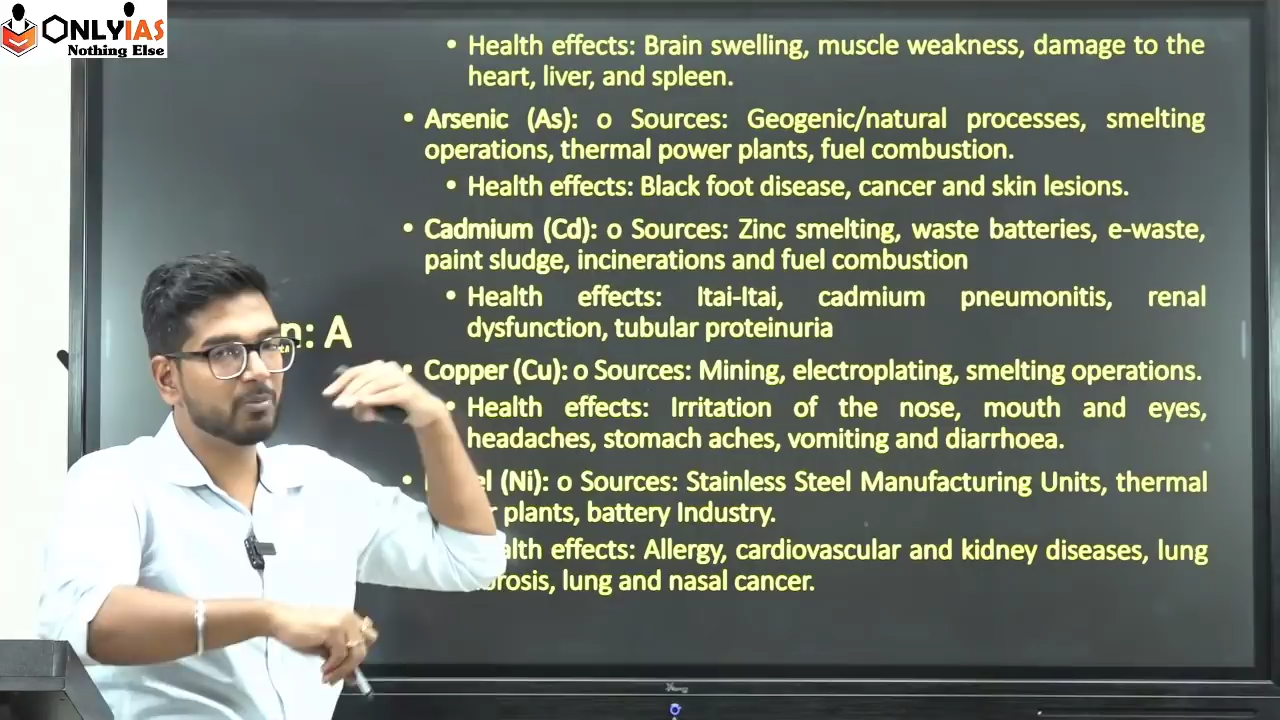 ONLYIAS
Nothing Else
• Health effects: Brain swelling, muscle weakness, damage to the
heart, liver, and spleen.
• Arsenic (As): o Sources: Geogenic/natural processes, smelting
operations, thermal power plants, fuel combustion.
• Health effects: Black foot disease, cancer and skin lesions.
• Cadmium (Cd): o Sources: Zinc smelting, waste batteries, e-waste,
paint sludge, incinerations and fuel combustion
• Health effects: Itai-Itai, cadmium pneumonitis, renal
dysfunction, tubular proteinuria
n: A
• Copper (Cu): o Sources: Mining, electroplating, smelting operations.
• Health effects: Irritation of the nose, mouth and eyes,
headaches, stomach aches, vomiting and diarrhoea.
• el (Ni): o Sources: Stainless Steel Manufacturing Units, thermal
r plants, battery Industry.
alth effects: Allergy, cardiovascular and kidney diseases, lung
rosis, lung and nasal cancer.